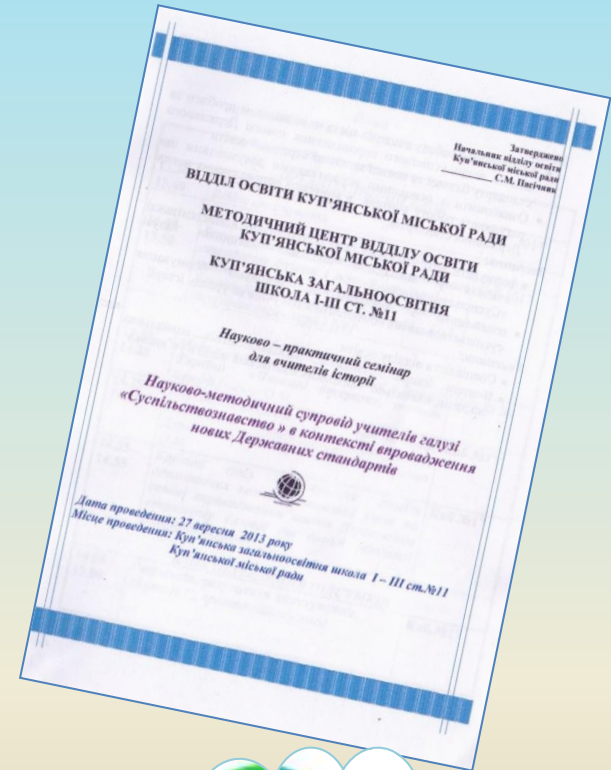 Затверджено
Начальник відділу освіти
Куп'янської міської ради
__________ С.М. Пасічник
ВІДДІЛ ОСВІТИ КУП'ЯНСЬКОЇ МІСЬКОЇ РАДИ
МЕТОДИЧНИЙ ЦЕНТР ВІДДІЛУ ОСВІТИ
КУП'ЯНСЬКОЇ МІСЬКОЇ РАДИ
КУП'ЯНСЬКА ЗАГАЛЬНООСВІТНЯ
ШКОЛА І-ІІІ СТ. №11
Науково – практичний семінар
для вчителів історії
Науково-методичний супровід учителів галузі
«Суспільствознавство » в контексті впровадження
нових Державних стандартів
Дата проведення: 27 вересня 2013 року
Місце проведення: Куп'янська загальноосвітня школа І – ІІІ ст.№11
Куп'янської міської ради